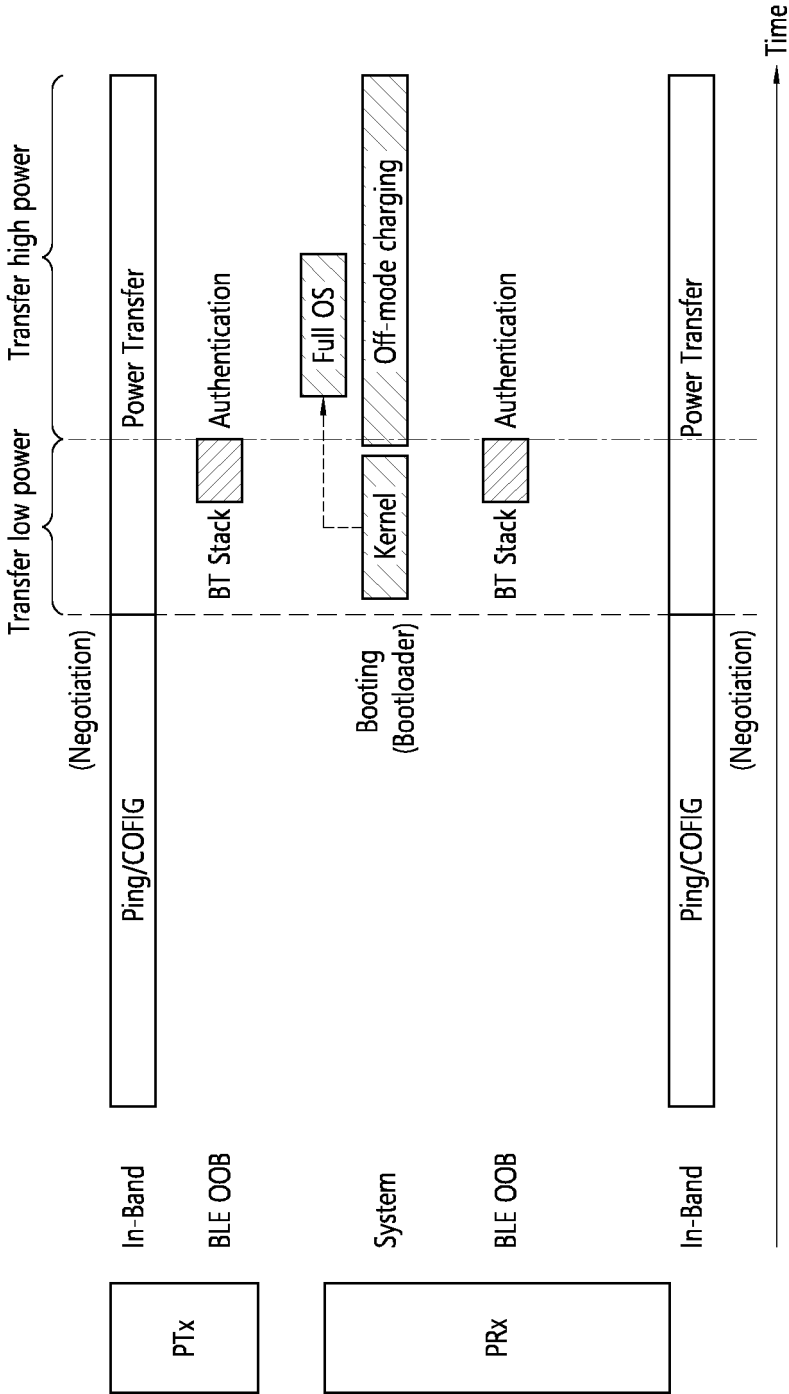 Transfer low power
Transfer high power
(Negotiation)
PTx
In-Band
Ping/COFIG
Power Transfer
BLE OOB
BT Stack
Authentication
Full OS
PRx
System
Booting
(Bootloader)
Kernel
Off-mode charging
BLE OOB
BT Stack
Authentication
In-Band
Ping/COFIG
Power Transfer
(Negotiation)
Time